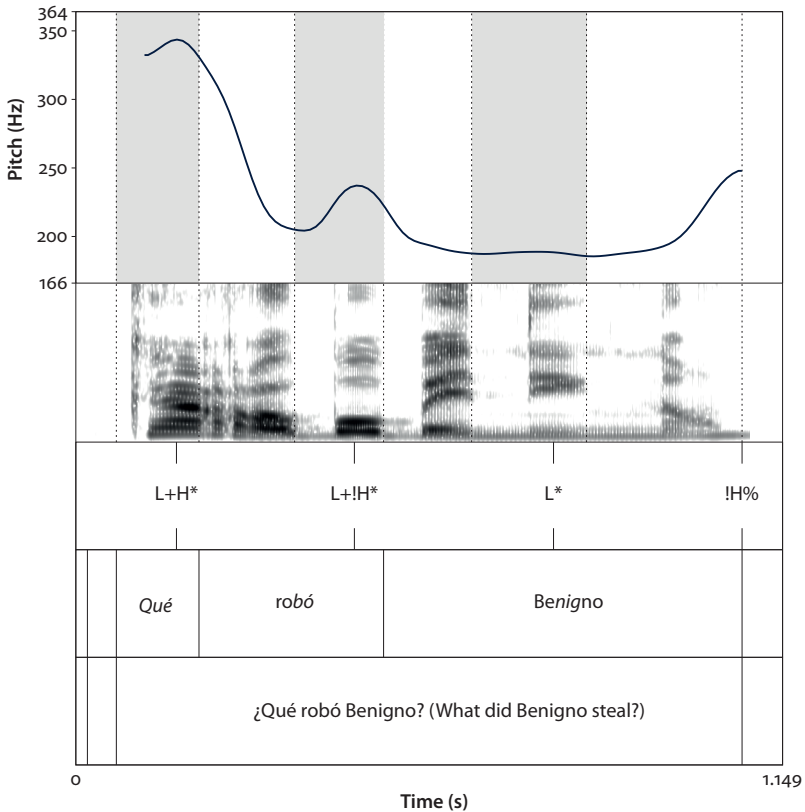 364
350
300
250
200
166
Pitch (Hz)
L+H* L+!H* L* !H%
Qué robó Benigno
¿Qué robó Benigno? (What did Benigno steal?)
0 1.149
Time (s)